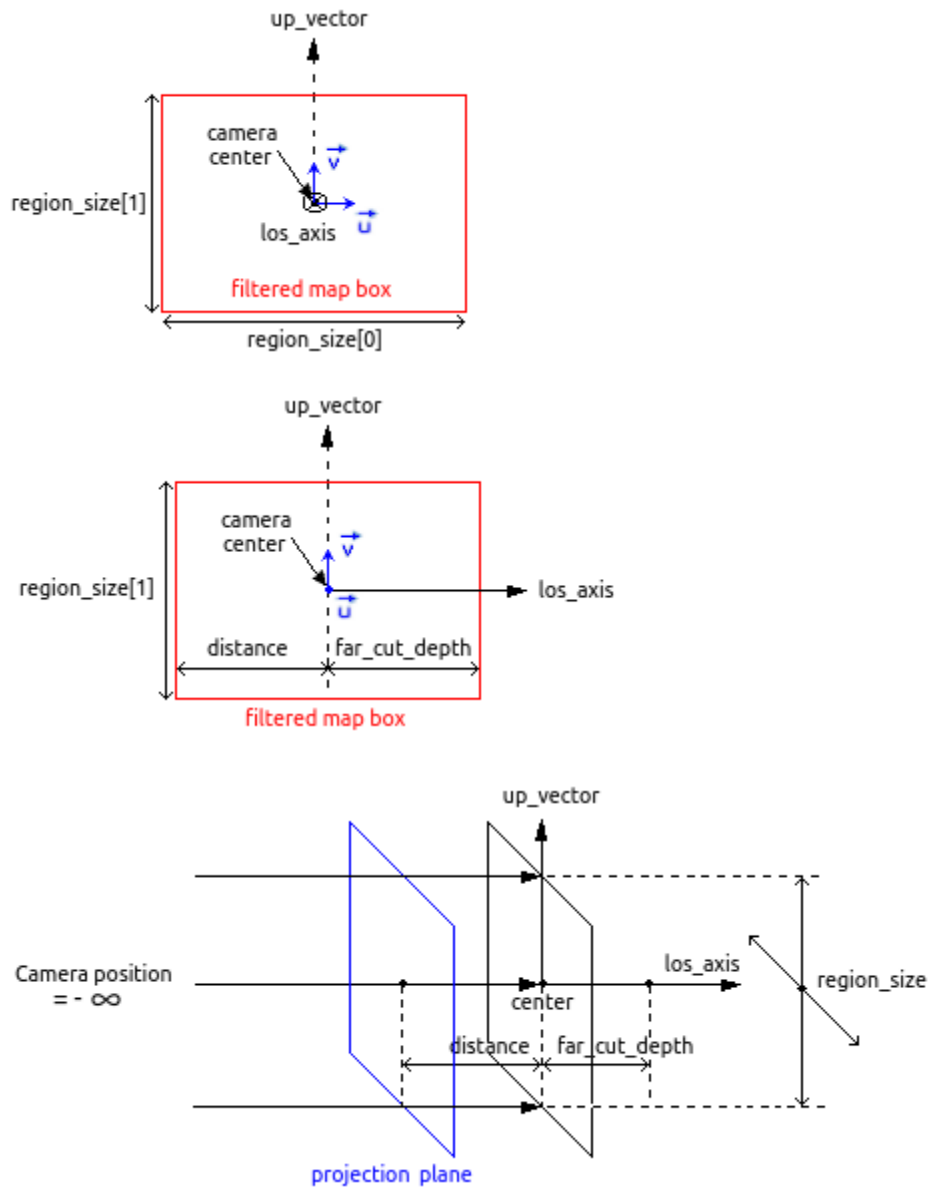 up_vector
camera
center
v
region_size[1]
u
los_axis
filtered map box
region_size[0]
up_vector
camera
center
v
region_size[1]
los_axis
u
distance
far_cut_depth
filtered map box
up_vector
Camera position
= - ∞
los_axis
region_size
center
distance
far_cut_depth
projection plane